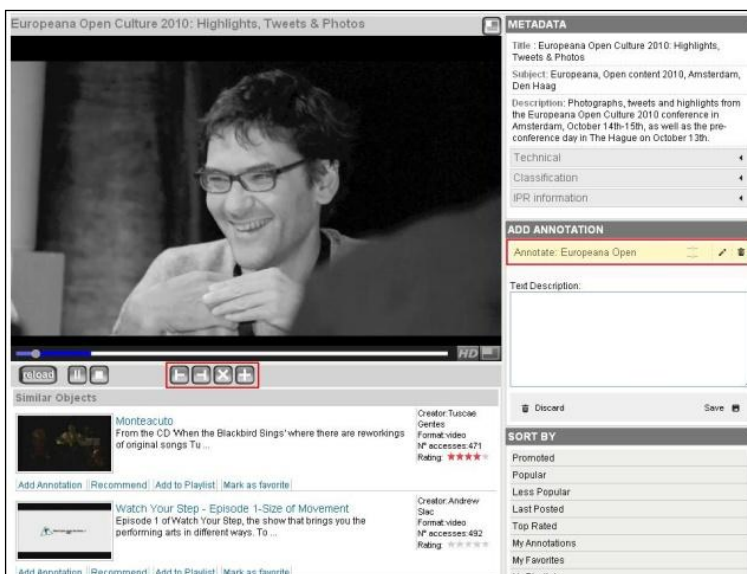 Europeana Open Culture 2010: Highlights, Tweets & Photos
HD
reload
Similar Objects
Monteacuto
From the CD 'When the Blackbird Sings' where there are reworkings
of original songs Tu ...
Creator:Tuscae
Gentes
Format:video
N° accesses:471
Rating:
Add Annotation
Recommend
Add to Playlist
Mark as favorite
Watch Your Step - Episode 1-Size of Movement
Episode 1 of Watch Your Step, the show that brings you the
performing arts in different ways. To ...
Creator:Andrew
Slac
Format:video
N° accesses:492
Rating:
Add Annotation
Recommend
Add to Playlist
Mark as favorite
METADATA
Title : Europeana Open Culture 2010: Highlights,
Tweets & Photos
Subject: Europeana, Open content 2010, Amsterdam,
Den Haag
Description: Photographs, tweets and highlights from
the Europeana Open Culture 2010 conference in
Amsterdam, October 14th-15th, as well as the pre-
conference day in The Hague on October 13th.
Technical
Classification
IPR information
ADD ANNOTATION
Annotate: Europeana Open
Text Description:
Discard
Save
SORT BY
Promoted
Popular
Less Popular
Last Posted
Top Rated
My Annotations
My Favorites